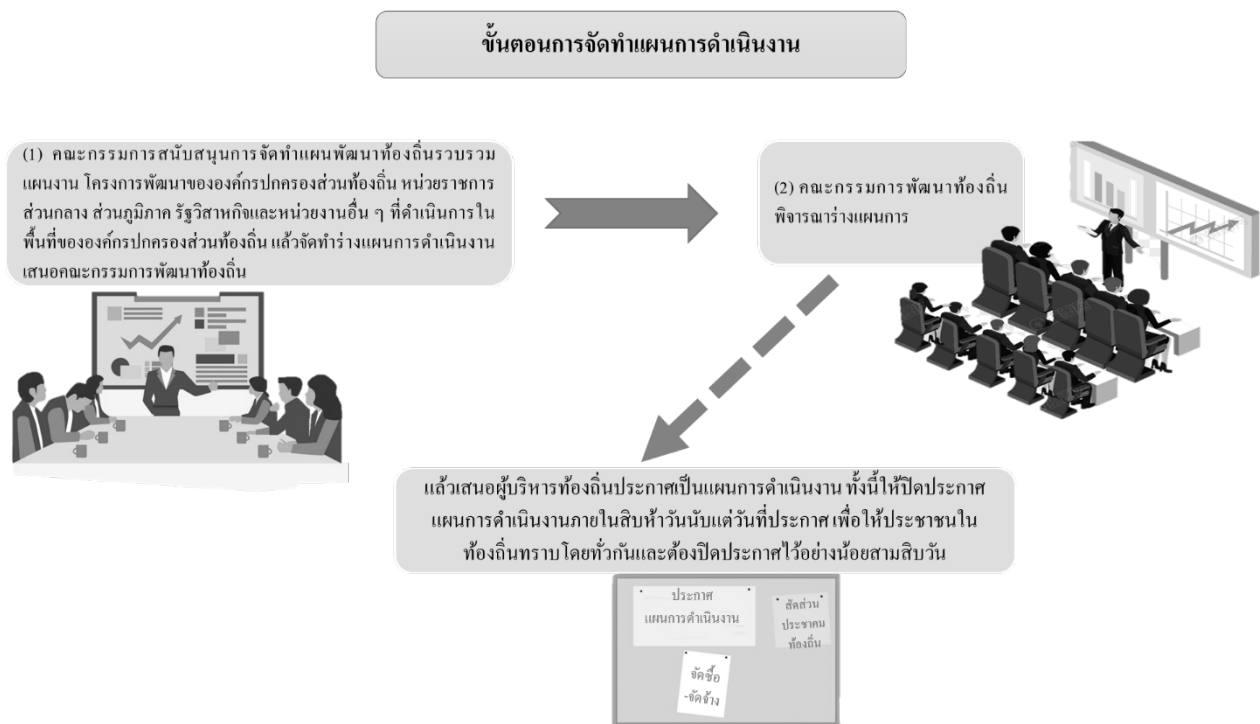 ขั้นตอนการจัดทำแผนการดำเนินงาน
(1) คณะกรรมการสนับสนุนการจัดทำแผนพัฒนาท้องถิ่นรวบรวม
แผนงาน โครงการพัฒนาขององค์กรปกครองส่วนท้องถิ่น หน่วยราชการ
ส่วนกลาง ส่วนภูมิภาค รัฐวิสาหกิจและหน่วยงานอื่น ๆ ที่ดำเนินการใน
พื้นที่ขององค์กรปกครองส่วนท้องถิ่น แล้วจัดทำร่างแผนการดำเนินงาน
เสนอคณะกรรมการพัฒนาท้องถิ่น
(2) คณะกรรมการพัฒนาท้องถิ่น
พิจารณาร่างแผนการ
แล้วเสนอผู้บริหารท้องถิ่นประกาศเป็นแผนการดำเนินงาน ทั้งนี้ให้ปิดประกาศ
แผนการดำเนินงานภายในสิบห้าวันนับแต่วันที่ประกาศ เพื่อให้ประชาชนใน
ท้องถิ่นทราบโดยทั่วกันและต้องปิดประกาศไว้อย่างน้อยสามสิบวัน
ประกาศ
แผนการดำเนินงาน
สัดส่วน
ประชาคม
ท้องถิ่น
จัดซื้อ
-จัดจ้าง